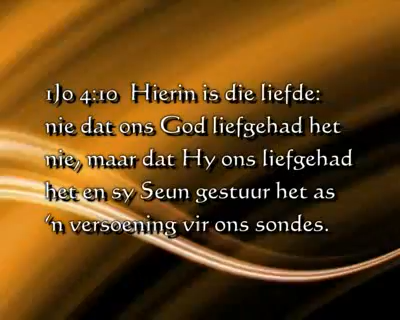 1Jo 4:10 Hierin is die liefde:
nie dat ons God liefgehad het
nie, maar dat Hy ons liefgehad
het en sy Seun gestuur het as
'n versoening vir ons sondes.